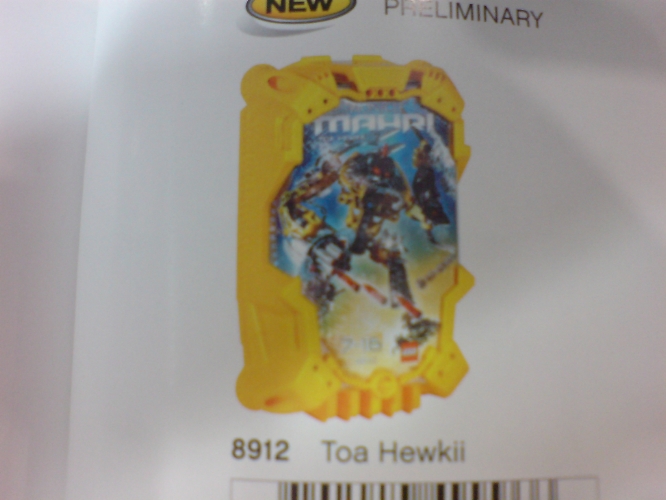 NEW
PRELIMINARY
MAHRI
7-16
8912 Toa Hewkii